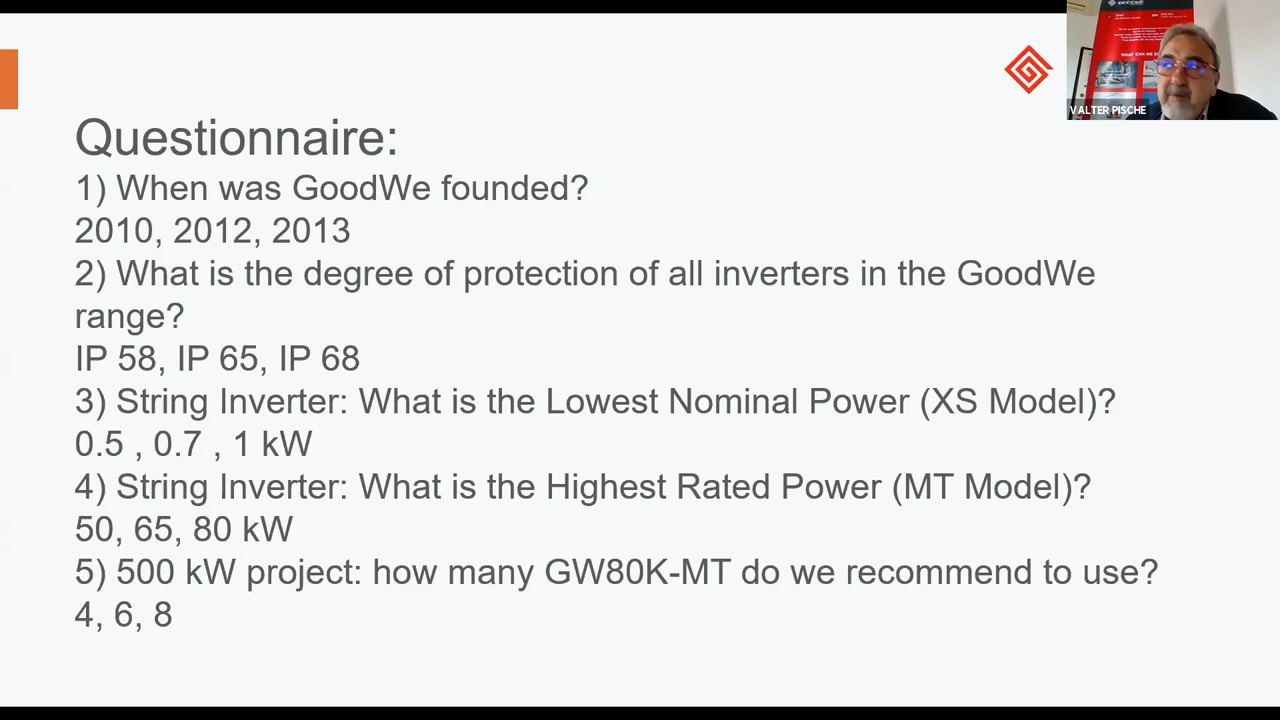 Questionnaire:
1) When was GoodWe founded?
2010, 2012, 2013
2) What is the degree of protection of all inverters in the GoodWe
range?
IP 58, IP 65, IP 68
3) String Inverter: What is the Lowest Nominal Power (XS Model)?
0.5 , 0.7 , 1 kW
4) String Inverter: What is the Highest Rated Power (MT Model)?
50, 65, 80 kW
5) 500 kW project: how many GW80K-MT do we recommend to use?
4, 6, 8
WHAT CAN WE
VALTER PISCHE